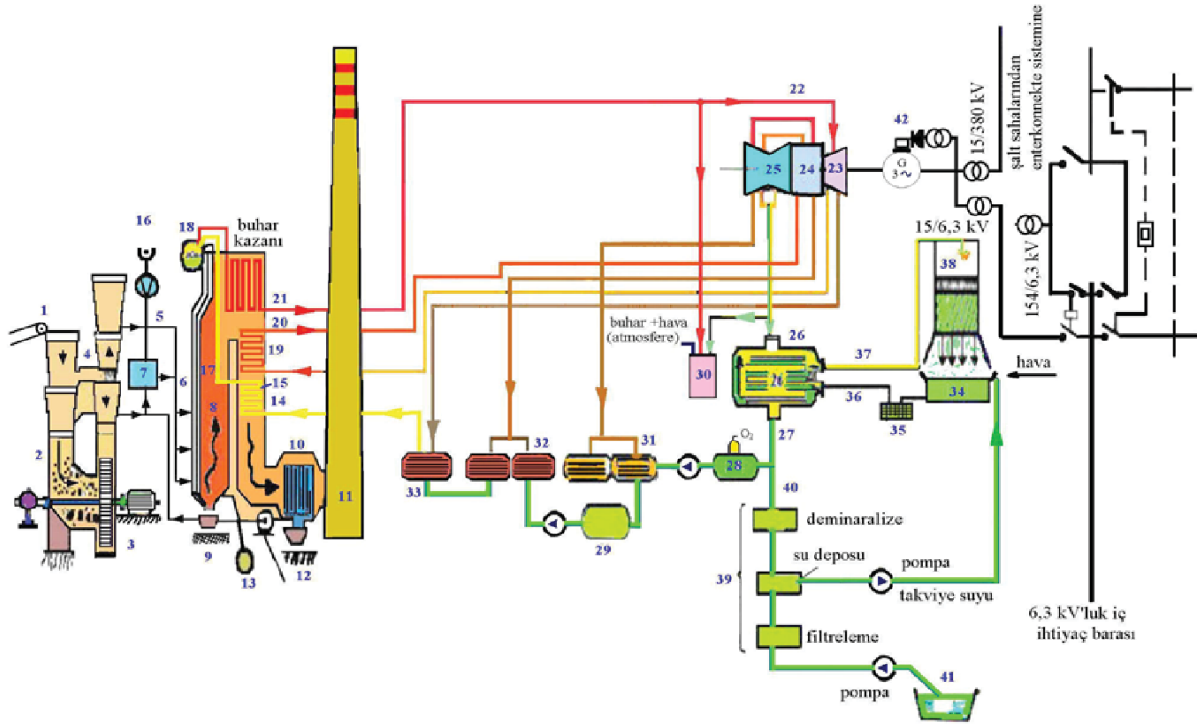 1
2
3
4
5
6
7
8
9
10
11
12
13
14
15
16
17
18
buhar
kazanı
19
20
21
22
23
24
25
26
26
27
28
O₂
29
30
buhar +hava
(atmosfere)
31
32
33
34
35
36
37
38
hava
39
40
deminaralize
su deposu
pompa
takviye suyu
filtreleme
pompa
41
42
G
3 ~
15/380 kV
şalt sahalarından
enterkonnekte sistemine
15/6,3 kV
154/6,3 kV
6,3 kV'luk iç
ihtiyaç barası